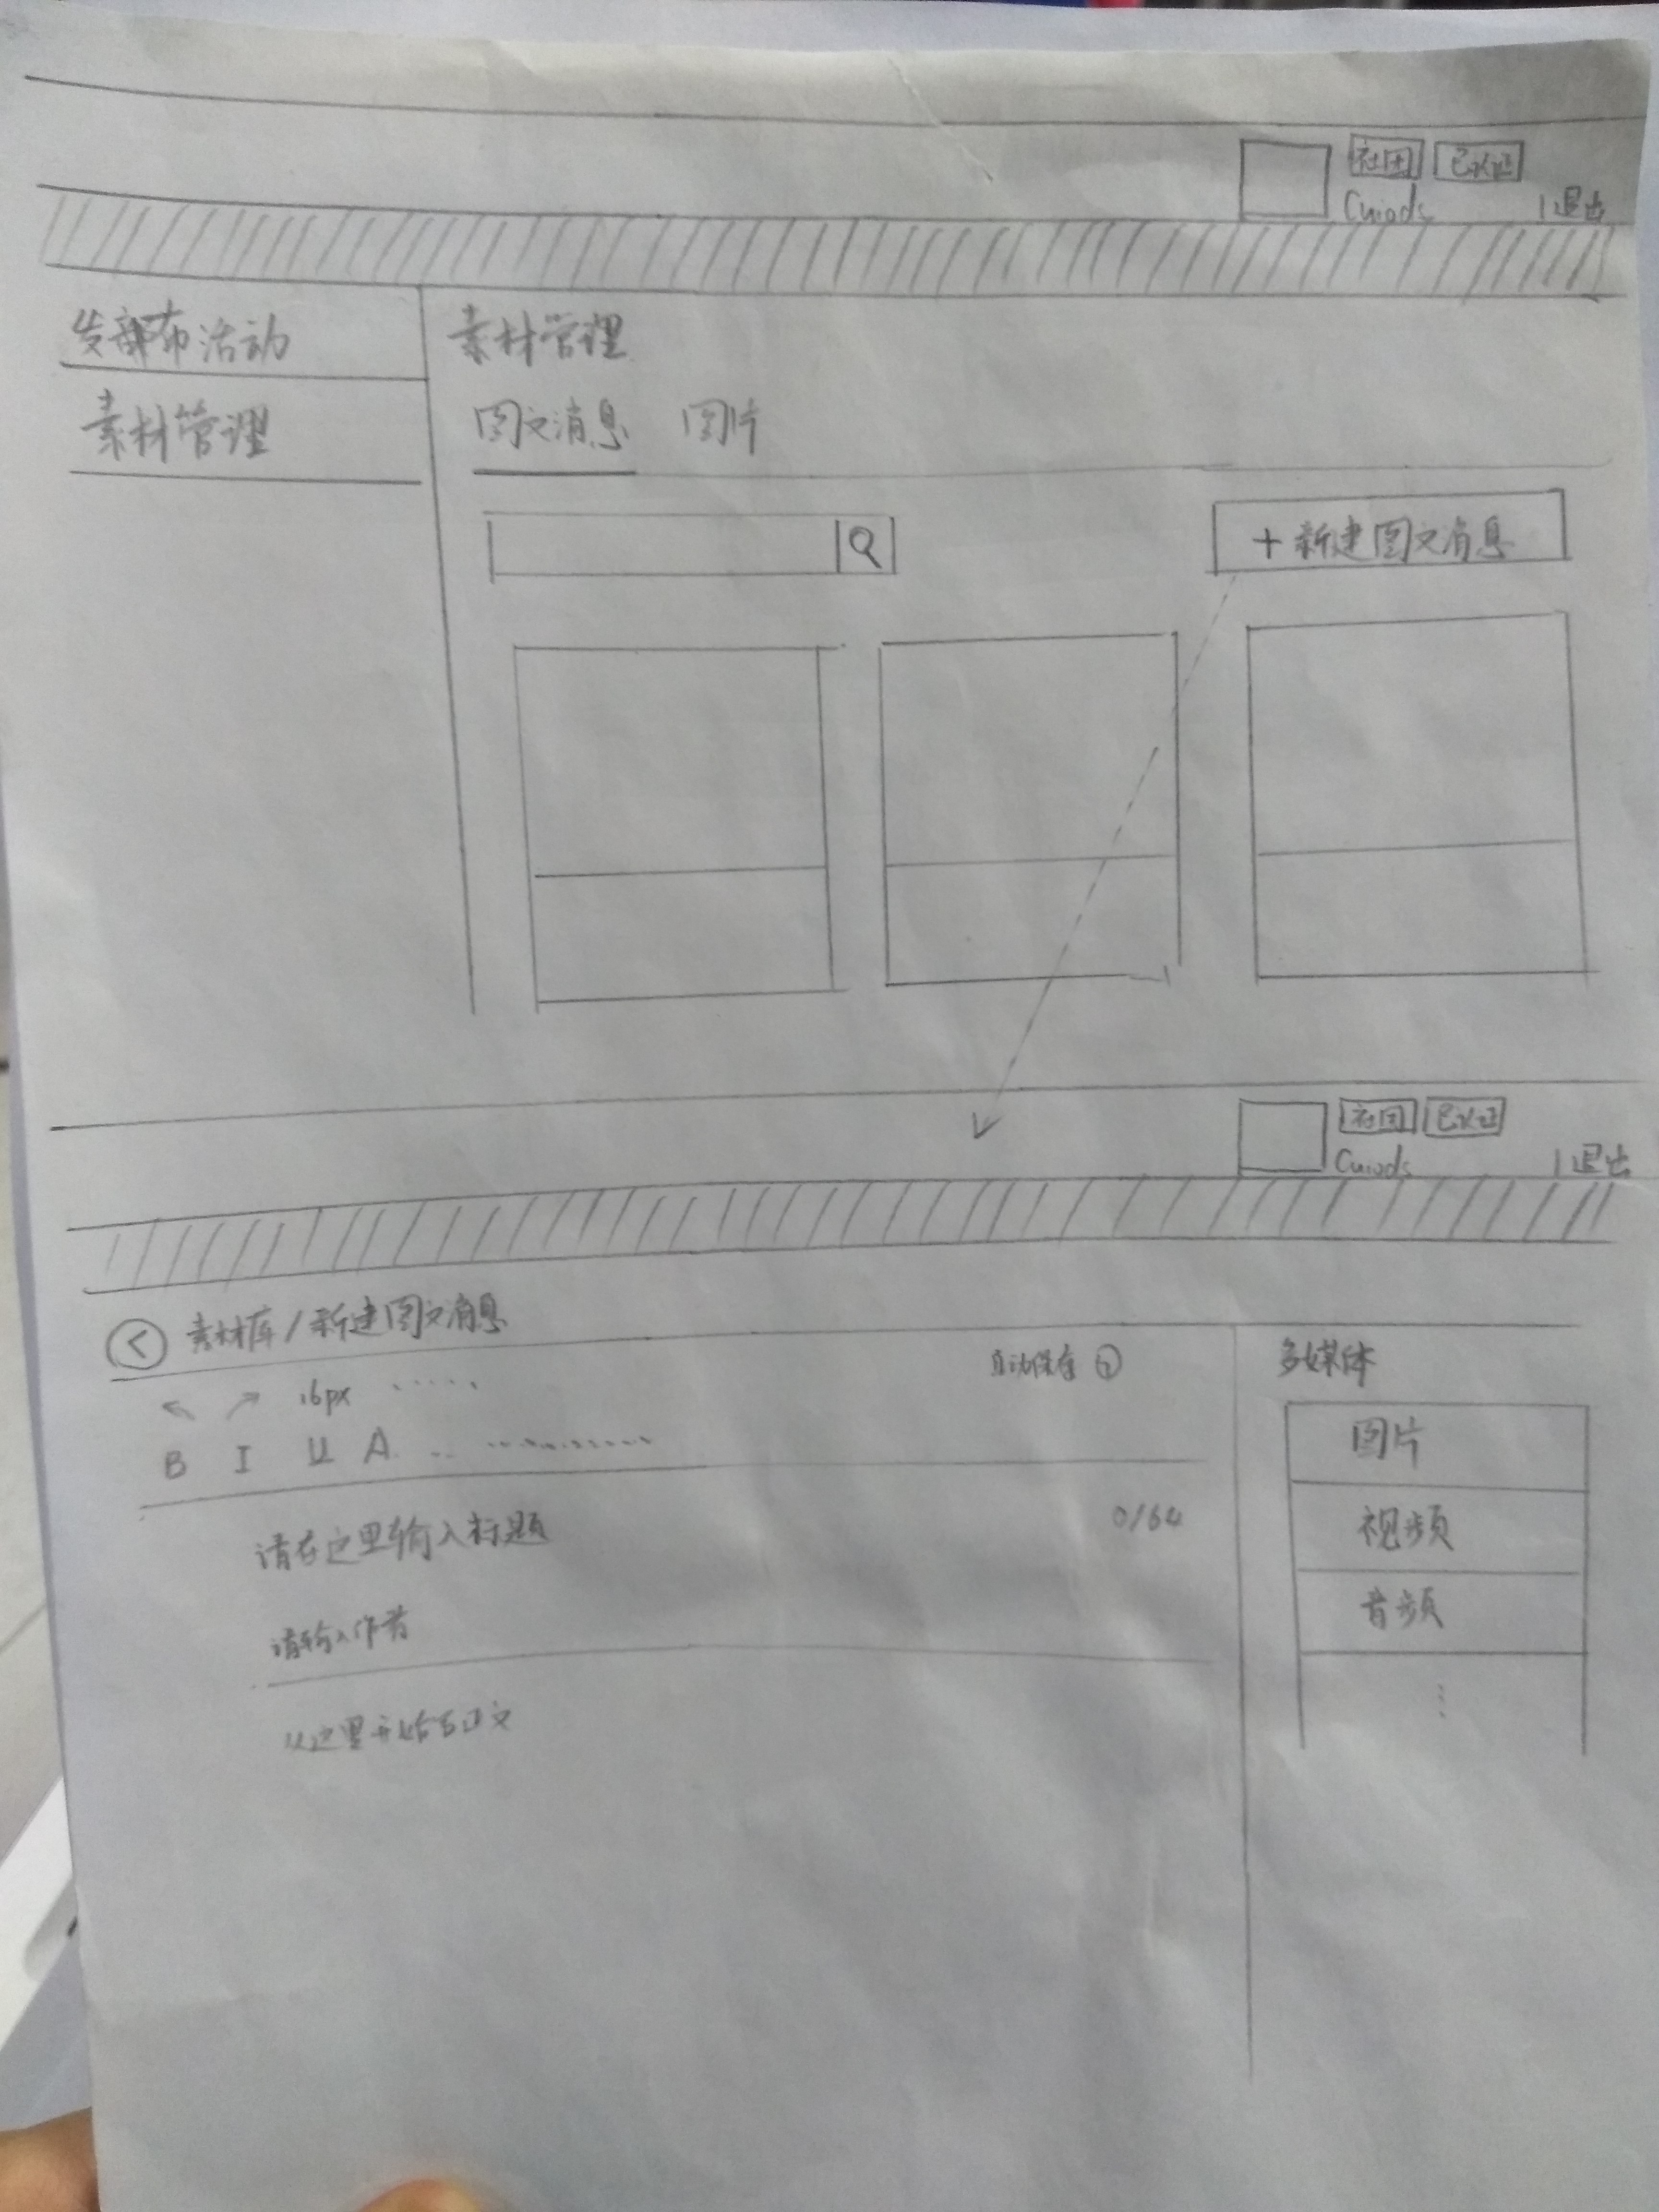 社团 已认证
Cniods | 退出
发布活动
素材管理
素材管理
图文消息 图片
+ 新建图文消息
社团 已认证
Cniods | 退出
< 素材库 / 新建图文消息
16px ·····
自动保存
B I U A
请在这里输入标题 0/64
请输入作者
从这里开始写正文
多媒体
图片
视频
音频